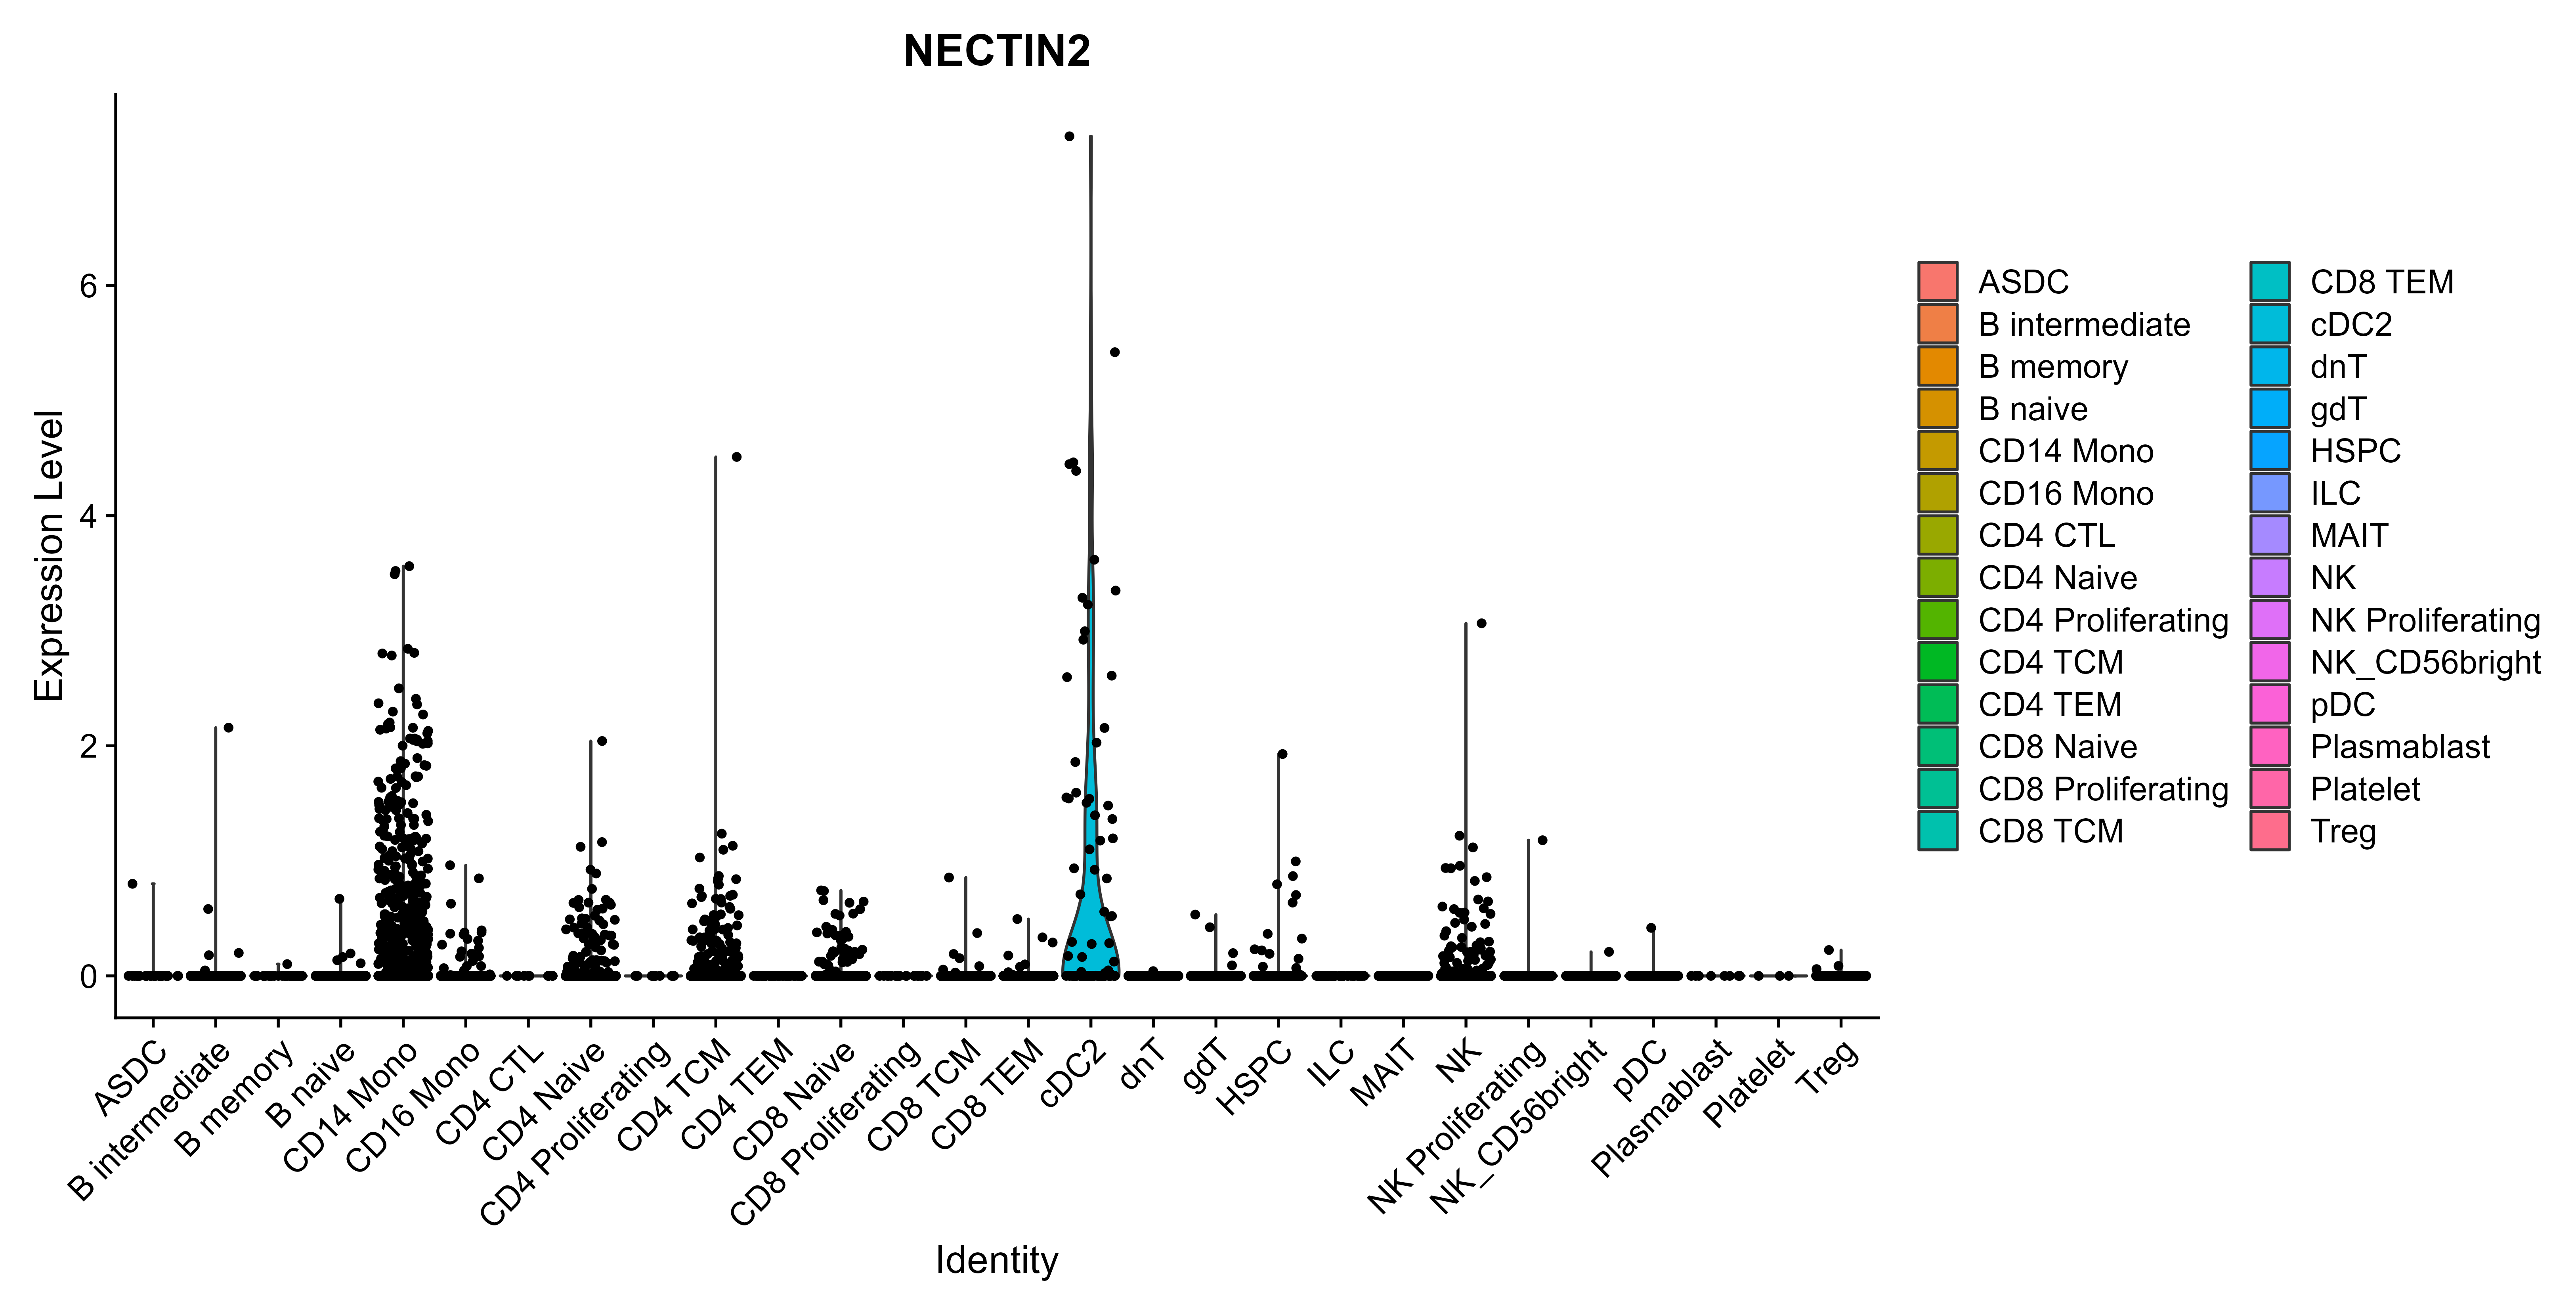 NECTIN2
Expression Level
6
4
2
0
ASDC
B intermediate
B memory
B naive
CD14 Mono
CD16 Mono
CD4 CTL
CD4 Naive
CD4 Proliferating
CD4 TCM
CD4 TEM
CD8 Naive
CD8 Proliferating
CD8 TCM
CD8 TEM
cDC2
dnT
gdT
HSPC
ILC
MAIT
NK
NK Proliferating
NK_CD56bright
pDC
Plasmablast
Platelet
Treg
Identity
ASDC
B intermediate
B memory
B naive
CD14 Mono
CD16 Mono
CD4 CTL
CD4 Naive
CD4 Proliferating
CD4 TCM
CD4 TEM
CD8 Naive
CD8 Proliferating
CD8 TCM
CD8 TEM
cDC2
dnT
gdT
HSPC
ILC
MAIT
NK
NK Proliferating
NK_CD56bright
pDC
Plasmablast
Platelet
Treg